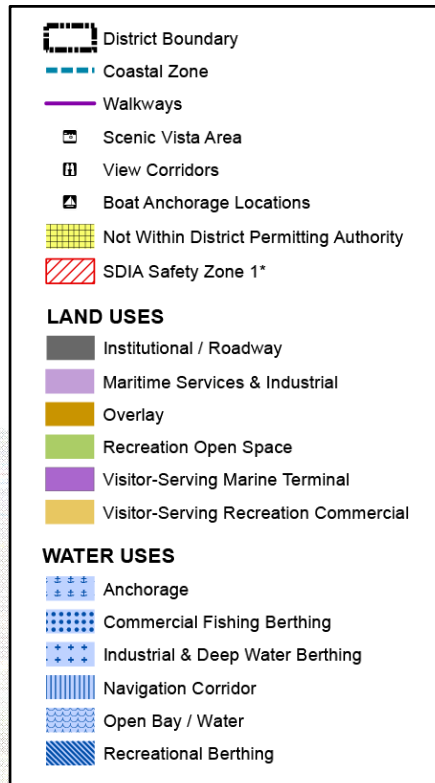 District Boundary
Coastal Zone
Walkways
Scenic Vista Area
View Corridors
Boat Anchorage Locations
Not Within District Permitting Authority
SDIA Safety Zone 1*
LAND USES
Institutional / Roadway
Maritime Services & Industrial
Overlay
Recreation Open Space
Visitor-Serving Marine Terminal
Visitor-Serving Recreation Commercial
WATER USES
Anchorage
Commercial Fishing Berthing
Industrial & Deep Water Berthing
Navigation Corridor
Open Bay / Water
Recreational Berthing